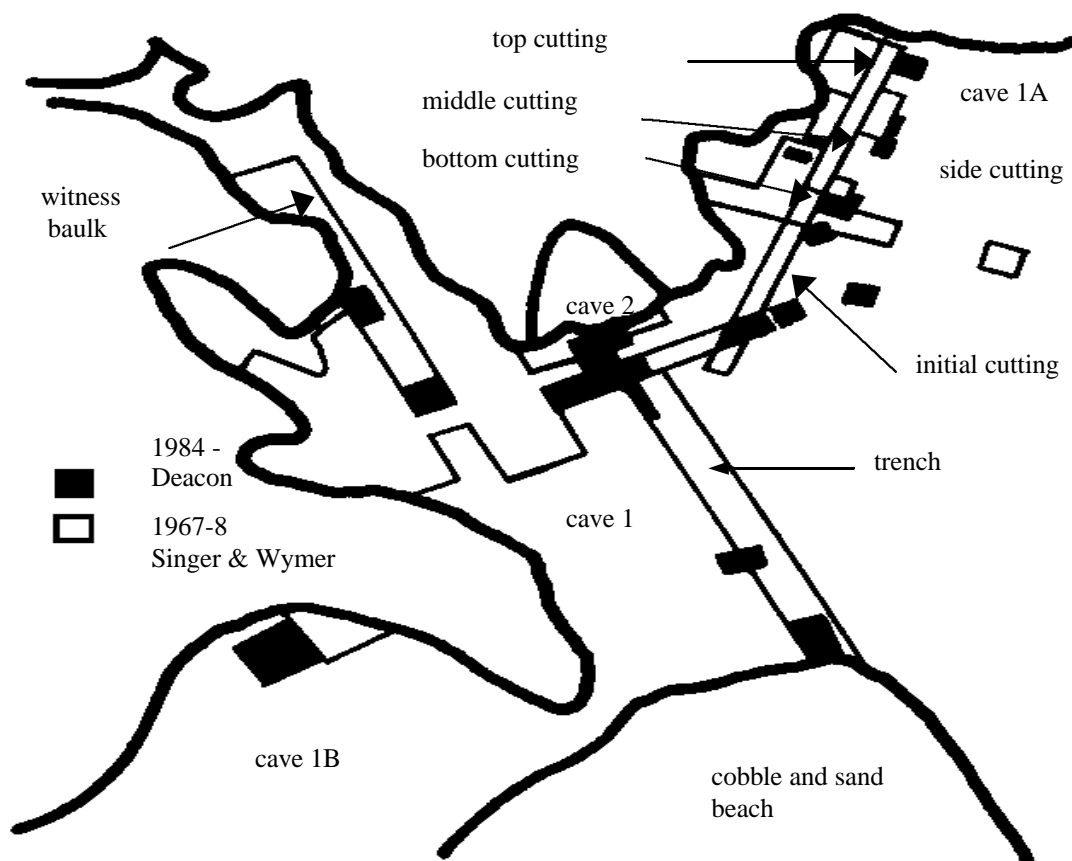 top cutting
middle cutting
bottom cutting
cave 1A
side cutting
witness
baulk
cave 2
initial cutting
1984 -
Deacon
trench
1967-8
Singer & Wymer
cave 1
cave 1B
cobble and sand
beach